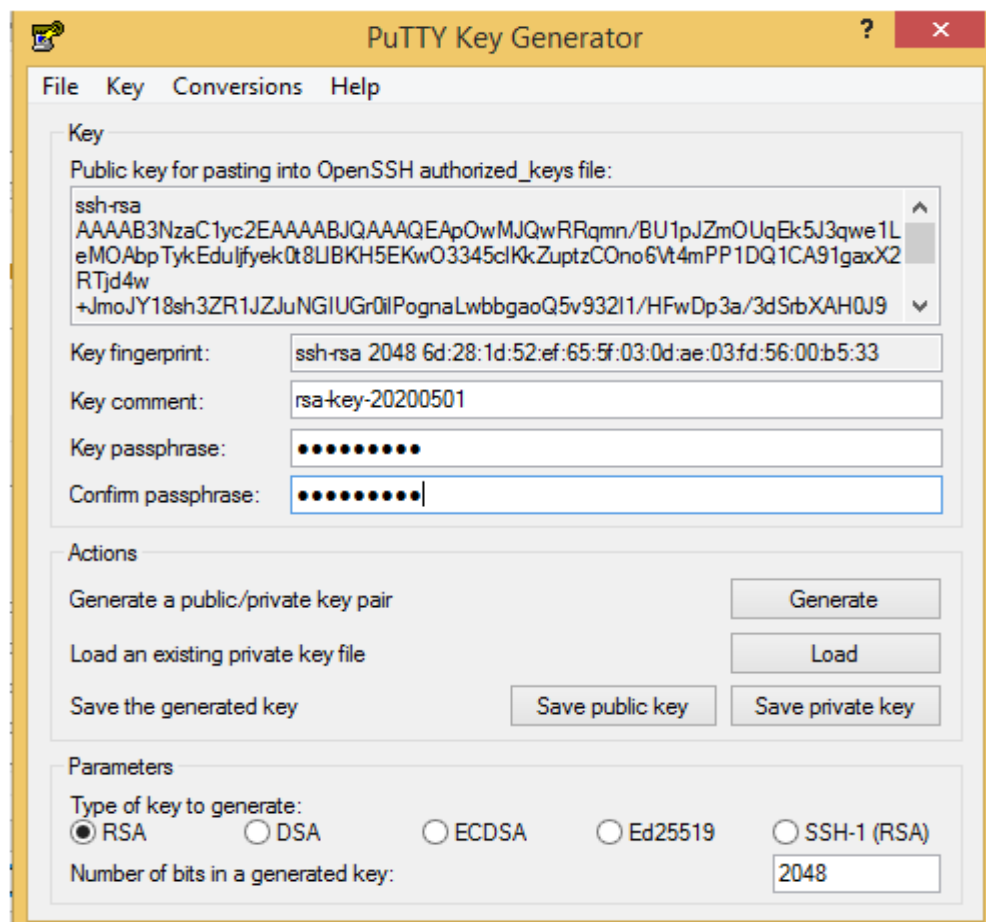 PuTTY Key Generator
?
File Key Conversions Help
Key
Public key for pasting into OpenSSH authorized_keys file:
ssh-rsa
AAAAB3NzaC1yc2EAAAABJQAAAQEApOwMJQwRRqmn/BU1pJZmOUqEk5J3qwe1L
eMOAbpTykEduljfyek0t8LlBKH5EKwO3345clKkZuptzCOno6Vt4mPP1DQ1CA91gaxX2
RTjd4w
+JmoJY18sh3ZR1JZJuNGIUGr0ilPognaLwbbgaoQ5v932I1/HFwDp3a/3dSrbXAH0J9
Key fingerprint: ssh-rsa 2048 6d:28:1d:52:ef:65:5f:03:0d:ae:03:fd:56:00:b5:33
Key comment: rsa-key-20200501
Key passphrase: ●●●●●●●●●
Confirm passphrase: ●●●●●●●●●
Actions
Generate a public/private key pair Generate
Load an existing private key file Load
Save the generated key Save public key Save private key
Parameters
Type of key to generate:
RSA DSA ECDSA Ed25519 SSH-1 (RSA)
Number of bits in a generated key: 2048